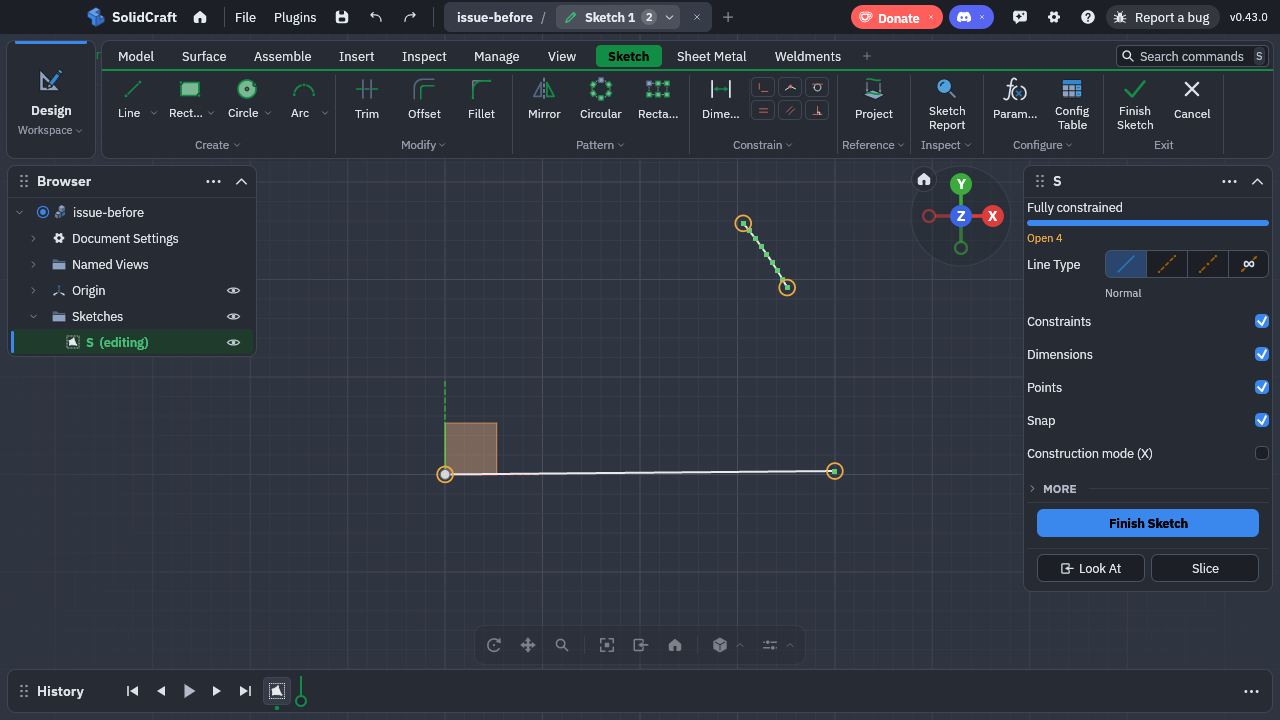 SolidCraft
File
Plugins
issue-before /
Sketch 1 2
Donate
Report a bug
v0.43.0
Design
Workspace
Model
Surface
Assemble
Insert
Inspect
Manage
View
Sketch
Sheet Metal
Weldments
Search commands S
Line
Rect...
Circle
Arc
Create
Trim
Offset
Fillet
Modify
Mirror
Circular
Recta...
Pattern
Dime...
Constrain
Project
Reference
Sketch
Report
Inspect
Param...
Config
Table
Configure
Finish
Sketch
Cancel
Exit
Browser
issue-before
Document Settings
Named Views
Origin
Sketches
S (editing)
Y
Z
X
S
Fully constrained
Open 4
Line Type
Normal
Constraints
Dimensions
Points
Snap
Construction mode (X)
MORE
Finish Sketch
Look At
Slice
History